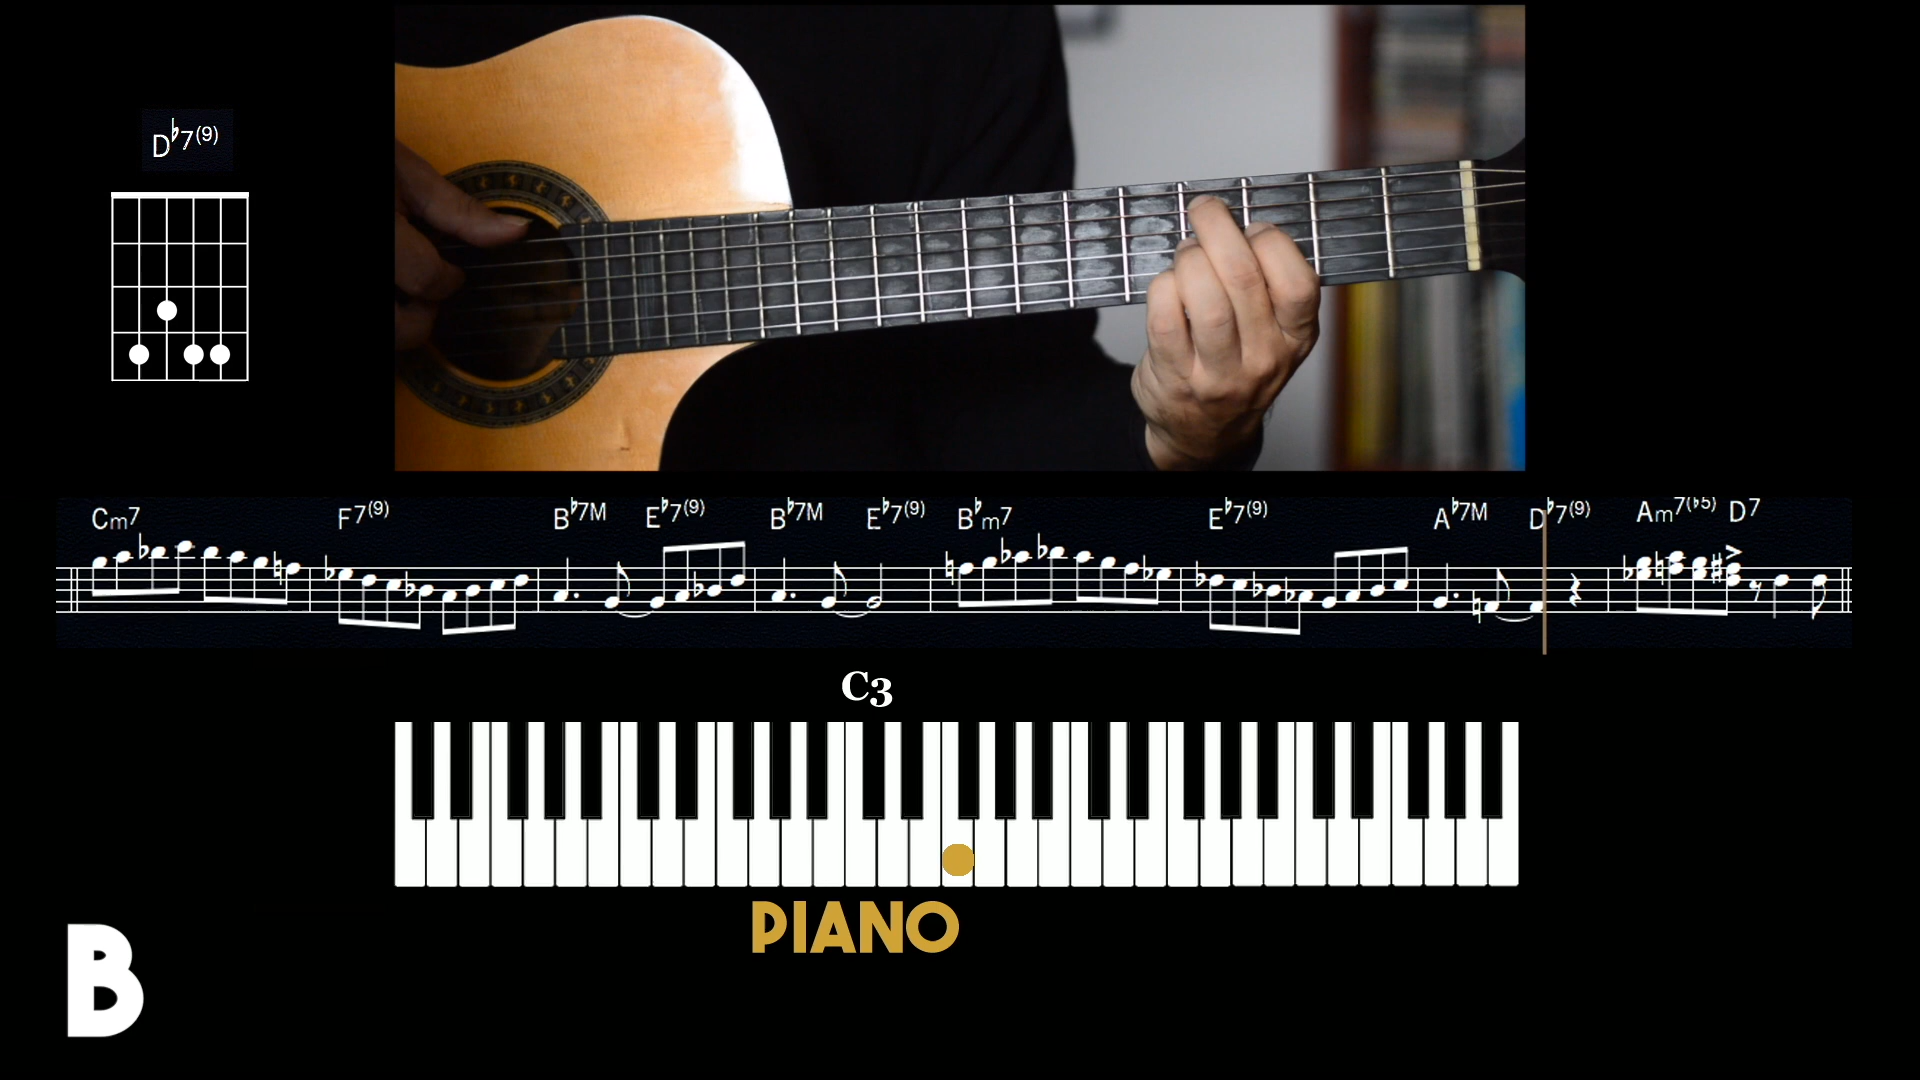 D♭7(9)
Cm7 F7(9) B♭7M E♭7(9) B♭7M E♭7(9) B♭m7 E♭7(9) A♭7M D♭7(9) Am7(♭5) D7
C3
PIANO
B